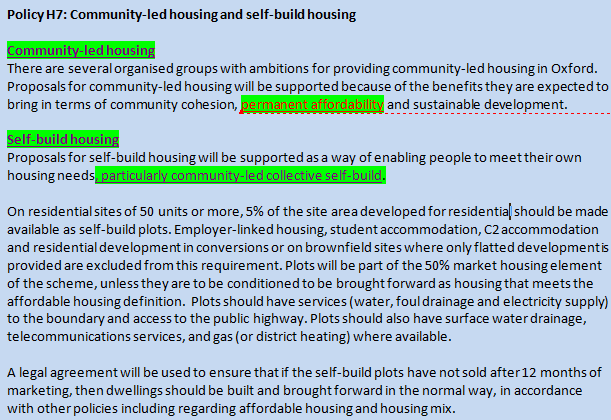 Policy H7: Community-led housing and self-build housing
Community-led housing
There are several organised groups with ambitions for providing community-led housing in Oxford.
Proposals for community-led housing will be supported because of the benefits they are expected to
bring in terms of community cohesion, permanent affordability and sustainable development.
Self-build housing
Proposals for self-build housing will be supported as a way of enabling people to meet their own
housing needs, particularly community-led collective self-build.
On residential sites of 50 units or more, 5% of the site area developed for residential should be made
available as self-build plots. Employer-linked housing, student accommodation, C2 accommodation
and residential development in conversions or on brownfield sites where only flatted development is
provided are excluded from this requirement. Plots will be part of the 50% market housing element
of the scheme, unless they are to be conditioned to be brought forward as housing that meets the
affordable housing definition. Plots should have services (water, foul drainage and electricity supply)
to the boundary and access to the public highway. Plots should also have surface water drainage,
telecommunications services, and gas (or district heating) where available.
A legal agreement will be used to ensure that if the self-build plots have not sold after 12 months of
marketing, then dwellings should be built and brought forward in the normal way, in accordance
with other policies including regarding affordable housing and housing mix.